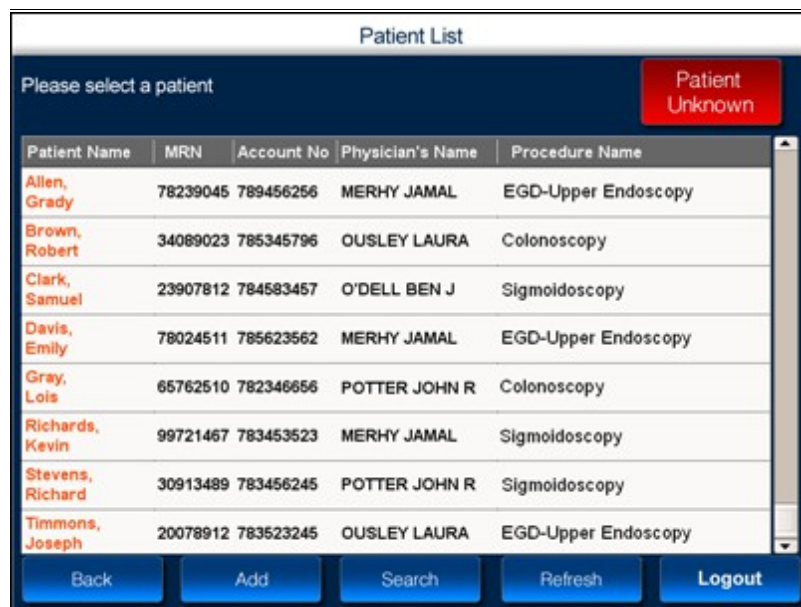 Patient List
Please select a patient
Patient
Unknown
Patient Name MRN Account No Physician's Name Procedure Name
Allen,
Grady 78239045 789456256 MERHY JAMAL EGD-Upper Endoscopy
Brown,
Robert 34089023 785345796 OUSLEY LAURA Colonoscopy
Clark,
Samuel 23907812 784583457 O'DELL BEN J Sigmoidoscopy
Davis,
Emily 78024511 785623562 MERHY JAMAL EGD-Upper Endoscopy
Gray,
Lois 65762510 782346656 POTTER JOHN R Colonoscopy
Richards,
Kevin 99721467 783453523 MERHY JAMAL Sigmoidoscopy
Stevens,
Richard 30913489 783456245 POTTER JOHN R Sigmoidoscopy
Timmons,
Joseph 20078912 783523245 OUSLEY LAURA EGD-Upper Endoscopy
Back Add Search Refresh Logout